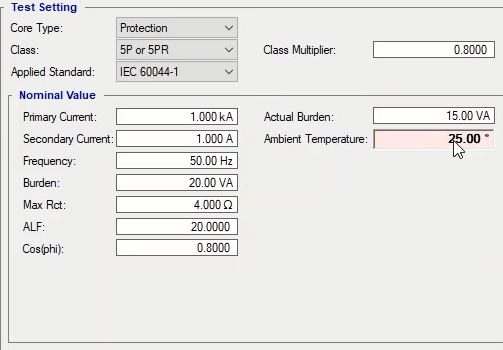 Test Setting
Core Type: Protection
Class: 5P or 5PR Class Multiplier: 0.8000
Applied Standard: IEC 60044-1
Nominal Value
Primary Current: 1.000 kA Actual Burden: 15.00 VA
Secondary Current: 1.000 A Ambient Temperature: 25.00 °
Frequency: 50.00 Hz
Burden: 20.00 VA
Max Rct: 4.000 Ω
ALF: 20.0000
Cos(phi): 0.8000